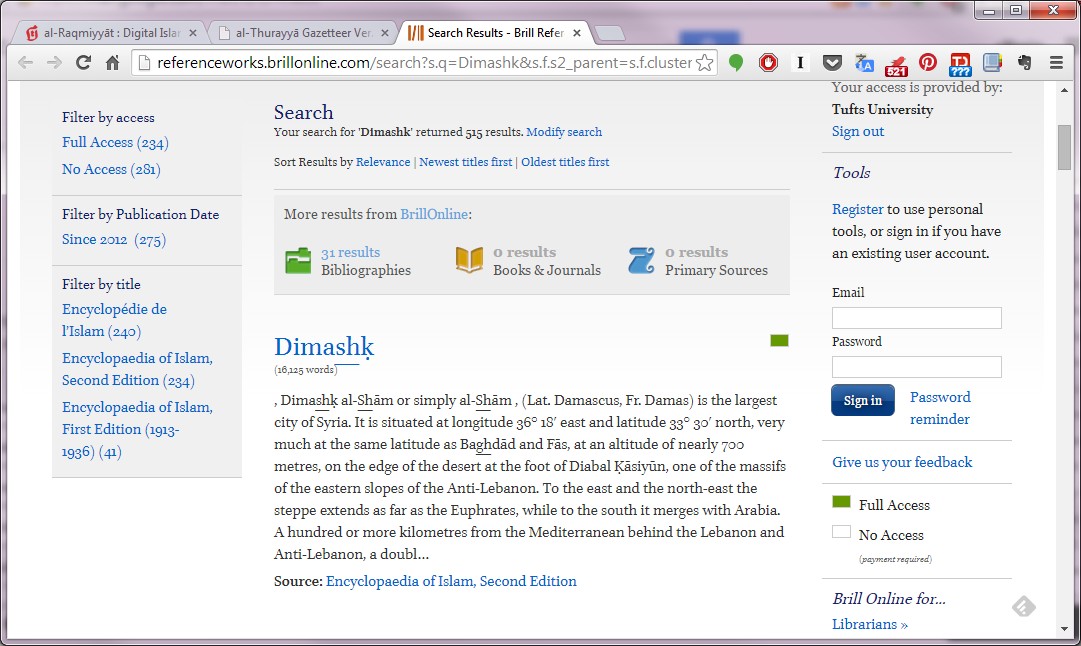 al-Raqmiyyāt : Digital Islam
al-Thurayyā Gazetteer Ver.
Search Results - Brill Refer
referenceworks.brillonline.com/search?s.q=Dimashk&s.f.s2_parent=s.f.cluster
521
???
Filter by access
Full Access (234)
No Access (281)
Filter by Publication Date
Since 2012 (275)
Filter by title
Encyclopédie de
l'Islam (240)
Encyclopaedia of Islam,
Second Edition (234)
Encyclopaedia of Islam,
First Edition (1913-
1936) (41)
Search
Your search for 'Dimashk' returned 515 results. Modify search
Sort Results by Relevance | Newest titles first | Oldest titles first
More results from BrillOnline:
31 results
Bibliographies
0 results
Books & Journals
0 results
Primary Sources
Dimashḳ
(16,125 words)
, Dimashḳ al-Shām or simply al-Shām , (Lat. Damascus, Fr. Damas) is the largest
city of Syria. It is situated at longitude 36° 18′ east and latitude 33° 30′ north, very
much at the same latitude as Baghdād and Fās, at an altitude of nearly 700
metres, on the edge of the desert at the foot of Diabal Ḳāsiyūn, one of the massifs
of the eastern slopes of the Anti-Lebanon. To the east and the north-east the
steppe extends as far as the Euphrates, while to the south it merges with Arabia.
A hundred or more kilometres from the Mediterranean behind the Lebanon and
Anti-Lebanon, a doubl...
Source: Encyclopaedia of Islam, Second Edition
Your access is provided by:
Tufts University
Sign out
Tools
Register to use personal
tools, or sign in if you have
an existing user account.
Email
Password
Sign in
Password
reminder
Give us your feedback
Full Access
No Access
(payment required)
Brill Online for...
Librarians »